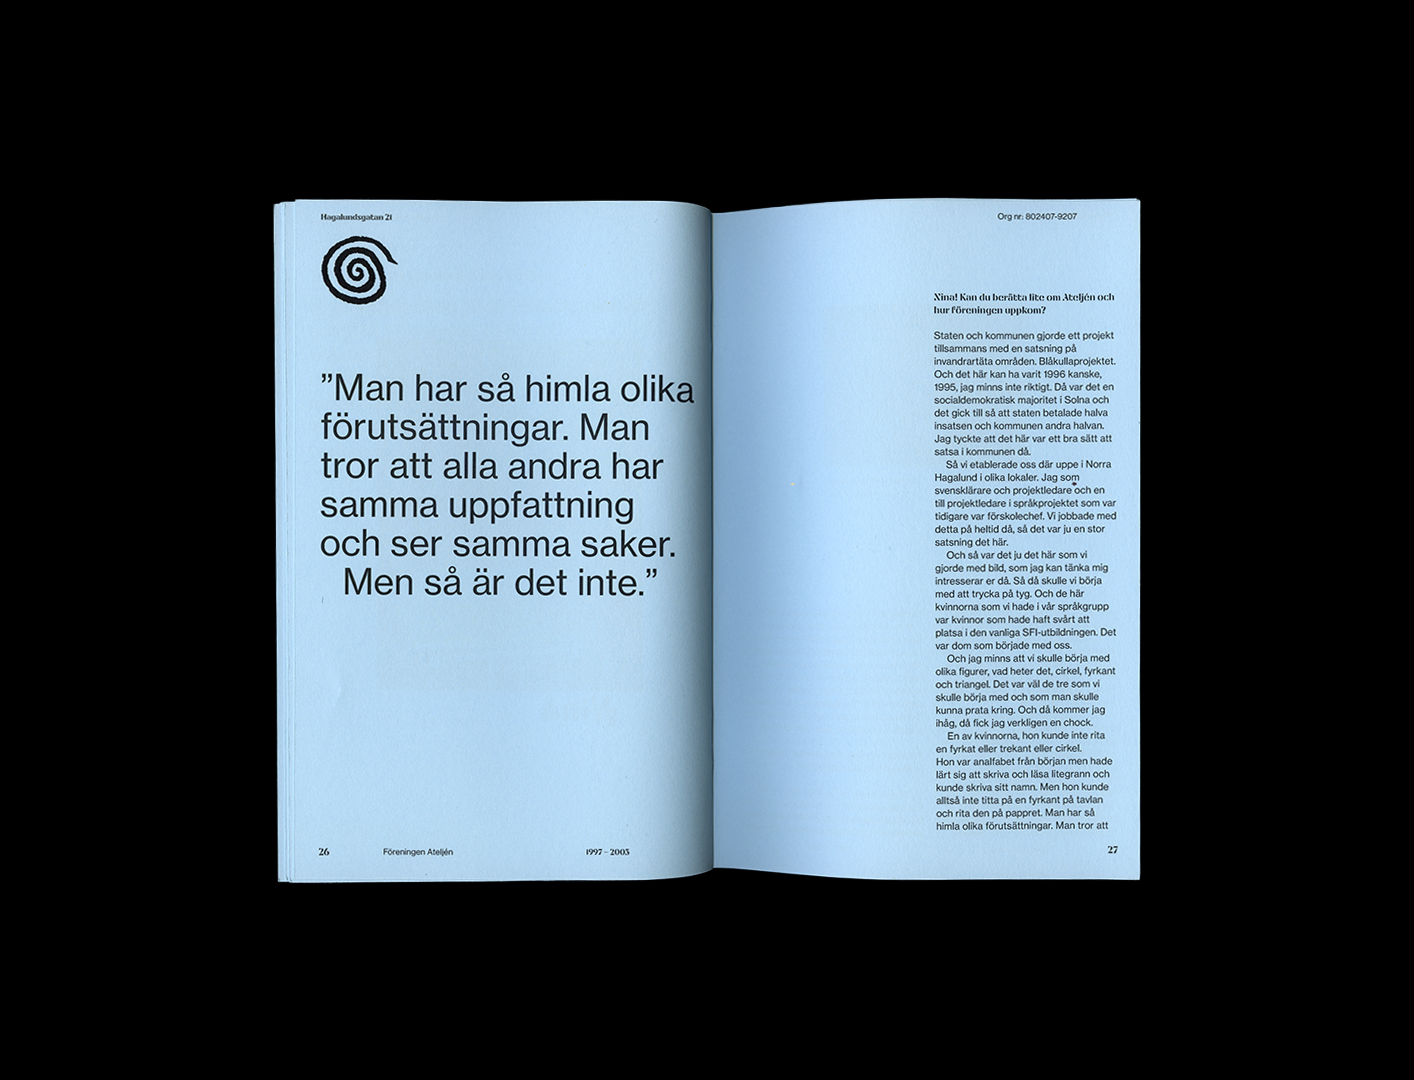 Hagalundsgatan 21
”Man har så himla olika
förutsättningar. Man
tror att alla andra har
samma uppfattning
och ser samma saker.
Men så är det inte.”
26
Föreningen Ateljén
1997 – 2003
Org nr: 802407-9207
Nina! Kan du berätta lite om Ateljén och
hur föreningen uppkom?
Staten och kommunen gjorde ett projekt
tillsammans med en satsning på
invandrartäta områden. Blåkullaprojektet.
Och det här kan ha varit 1996 kanske,
1995, jag minns inte riktigt. Då var det en
socialdemokratisk majoritet i Solna och
det gick till så att staten betalade halva
insatsen och kommunen andra halvan.
Jag tyckte att det här var ett bra sätt att
satsa i kommunen då.
Så vi etablerade oss där uppe i Norra
Hagalund i olika lokaler. Jag som
svensklärare och projektledare och en
till projektledare i språkprojektet som var
tidigare var förskolechef. Vi jobbade med
detta på heltid då, så det var ju en stor
satsning det här.
Och så var det ju det här som vi
gjorde med bild, som jag kan tänka mig
intresserar er då. Så då skulle vi börja
med att trycka på tyg. Och de här
kvinnorna som vi hade i vår språkgrupp
var kvinnor som hade haft svårt att
platsa i den vanliga SFI-utbildningen. Det
var dom som började med oss.
Och jag minns att vi skulle börja med
olika figurer, vad heter det, cirkel, fyrkant
och triangel. Det var väl de tre som vi
skulle börja med och som man skulle
kunna prata kring. Och då kommer jag
ihåg, då fick jag verkligen en chock.
En av kvinnorna, hon kunde inte rita
en fyrkat eller trekant eller cirkel.
Hon var analfabet från början men hade
lärt sig att skriva och läsa litegrann och
kunde skriva sitt namn. Men hon kunde
alltså inte titta på en fyrkant på tavlan
och rita den på pappret. Man har så
himla olika förutsättningar. Man tror att
27